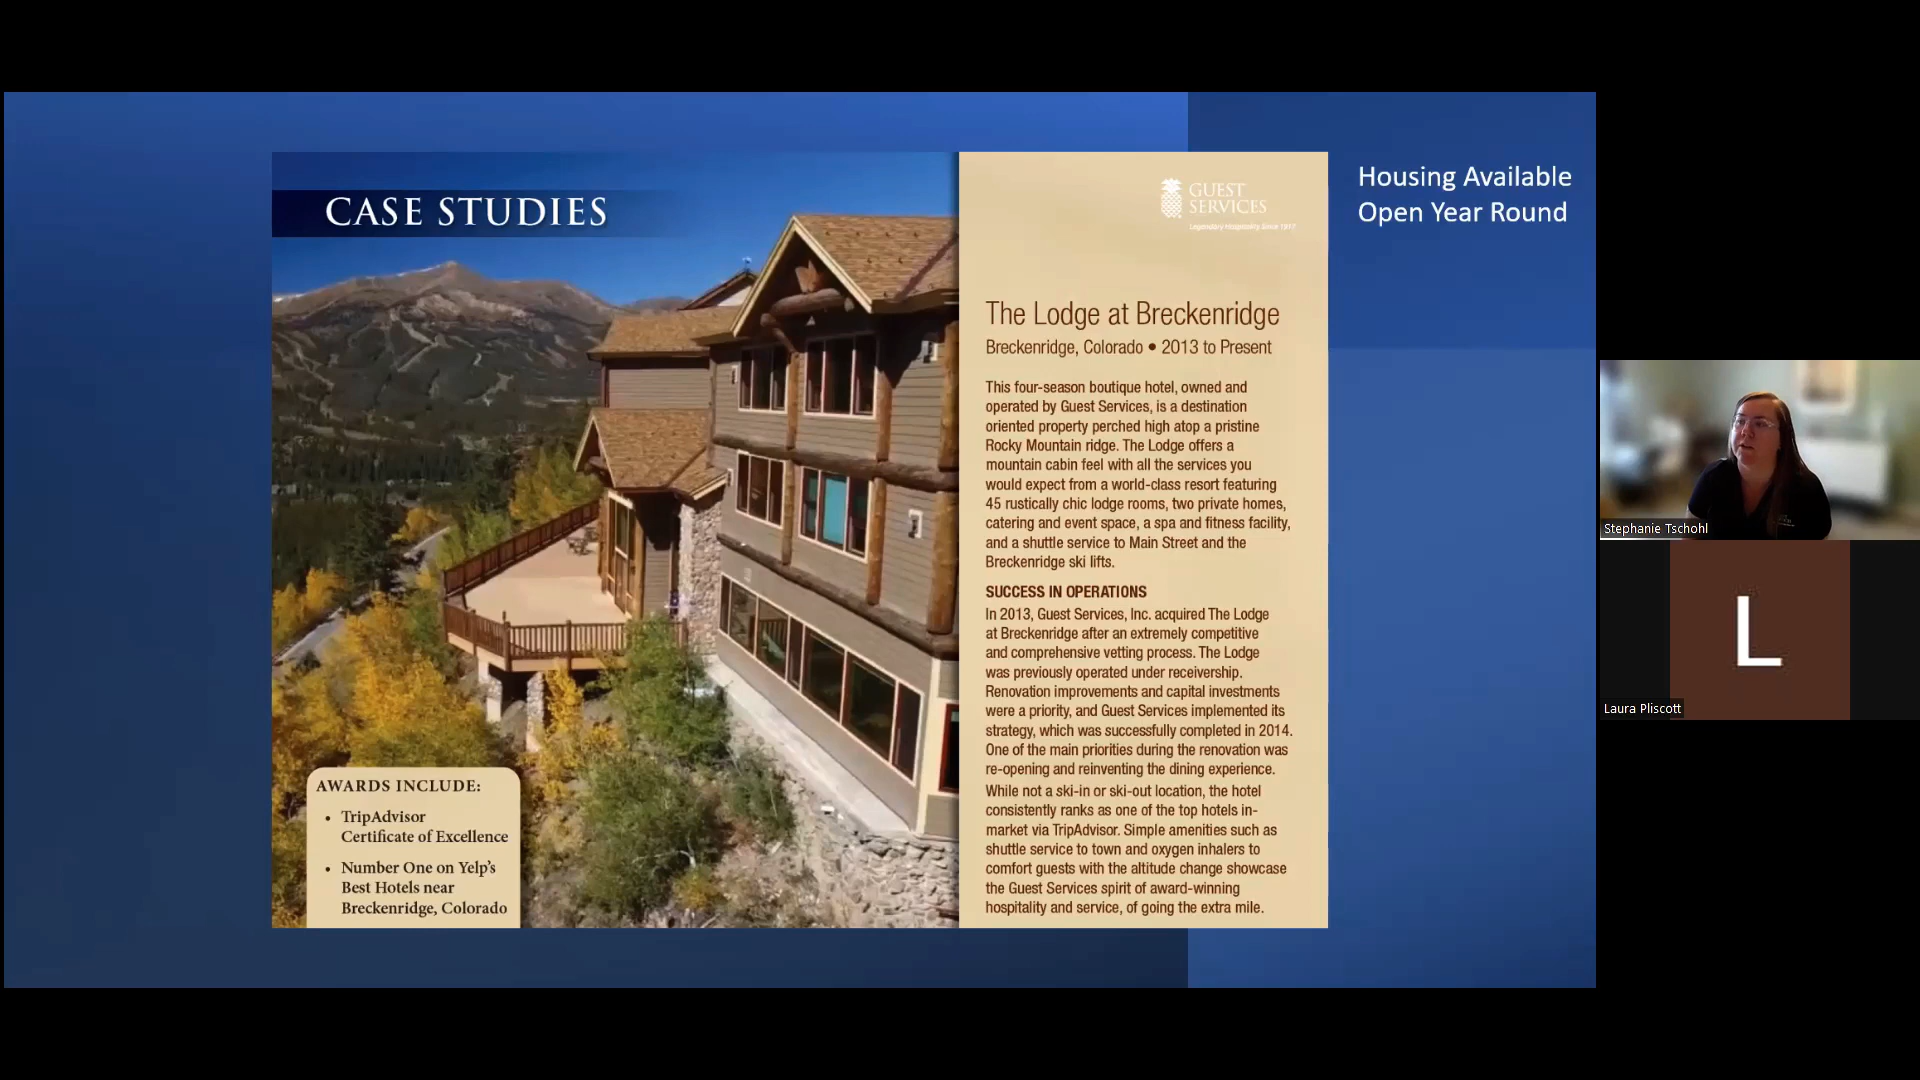 CASE STUDIES
GUEST
SERVICES
Legendary Hospitality Since 1917
Housing Available
Open Year Round
The Lodge at Breckenridge
Breckenridge, Colorado • 2013 to Present
This four-season boutique hotel, owned and
operated by Guest Services, is a destination
oriented property perched high atop a pristine
Rocky Mountain ridge. The Lodge offers a
mountain cabin feel with all the services you
would expect from a world-class resort featuring
45 rustically chic lodge rooms, two private homes,
catering and event space, a spa and fitness facility,
and a shuttle service to Main Street and the
Breckenridge ski lifts.
SUCCESS IN OPERATIONS
In 2013, Guest Services, Inc. acquired The Lodge
at Breckenridge after an extremely competitive
and comprehensive vetting process. The Lodge
was previously operated under receivership.
Renovation improvements and capital investments
were a priority, and Guest Services implemented its
strategy, which was successfully completed in 2014.
One of the main priorities during the renovation was
re-opening and reinventing the dining experience.
While not a ski-in or ski-out location, the hotel
consistently ranks as one of the top hotels in-
market via TripAdvisor. Simple amenities such as
shuttle service to town and oxygen inhalers to
comfort guests with the altitude change showcase
the Guest Services spirit of award-winning
hospitality and service, of going the extra mile.
AWARDS INCLUDE:
• TripAdvisor
Certificate of Excellence
• Number One on Yelp's
Best Hotels near
Breckenridge, Colorado
Stephanie Tschohl
L
Laura Pliscott